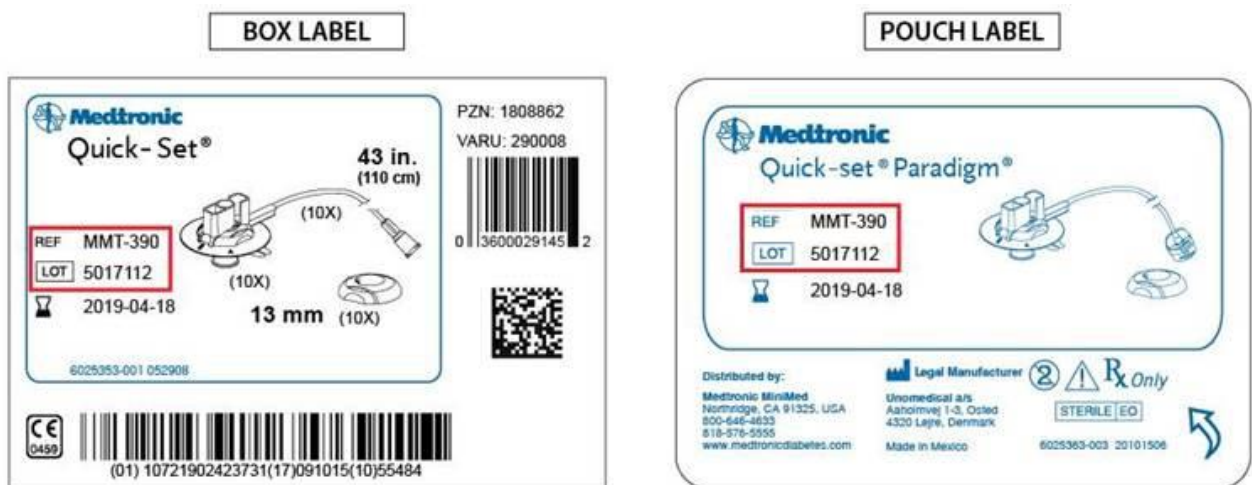 BOX LABEL
Medtronic
Quick-Set®
PZN: 1808862
VARU: 290008
43 in.
(110 cm)
(10X)
0 3600029145 2
REF MMT-390
LOT 5017112
(10X)
2019-04-18
13 mm (10X)
6025353-001 052908
CE
0459
(01) 10721902423731(17)091015(10)55484
POUCH LABEL
Medtronic
Quick-set® Paradigm®
REF MMT-390
LOT 5017112
2019-04-18
Distributed by:
Medtronic MiniMed
Northridge, CA 91325, USA
800-646-4633
818-576-5555
www.medtronicdiabetes.com
Legal Manufacturer
Unomedical a/s
Aaholmvej 1-3, Osted
4320 Lejre, Denmark
Made in Mexico
2
Rx Only
STERILE EO
6025363-003 20101506